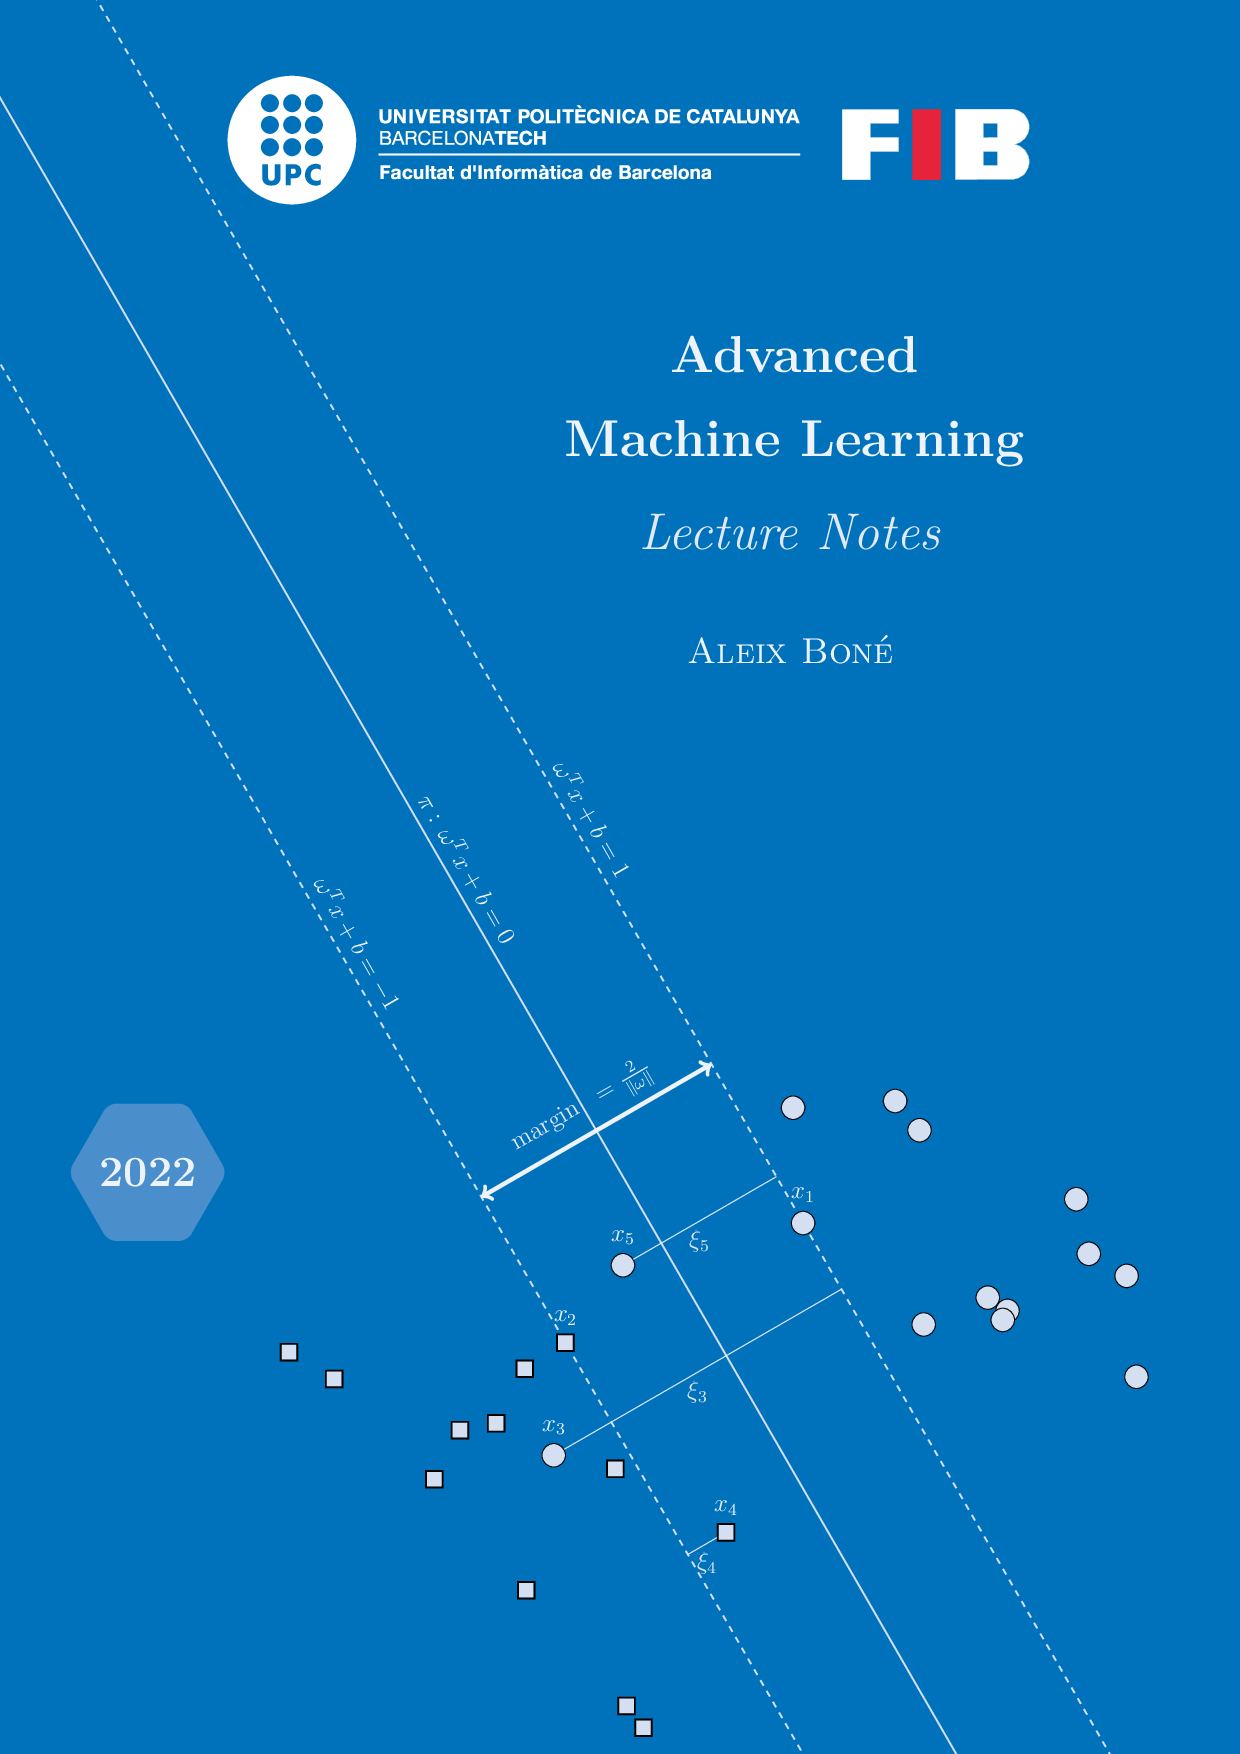 UPC
UNIVERSITAT POLITÈCNICA DE CATALUNYA
BARCELONATECH
Facultat d'Informàtica de Barcelona
FIB
Advanced
Machine Learning
Lecture Notes
ALEIX BONÉ
ωᵀx + b = 1
π : ωᵀx + b = 0
ωᵀx + b = −1
margin = 2/‖ω‖
2022
x₁
x₅
ξ₅
x₂
ξ₃
x₃
x₄
ξ₄